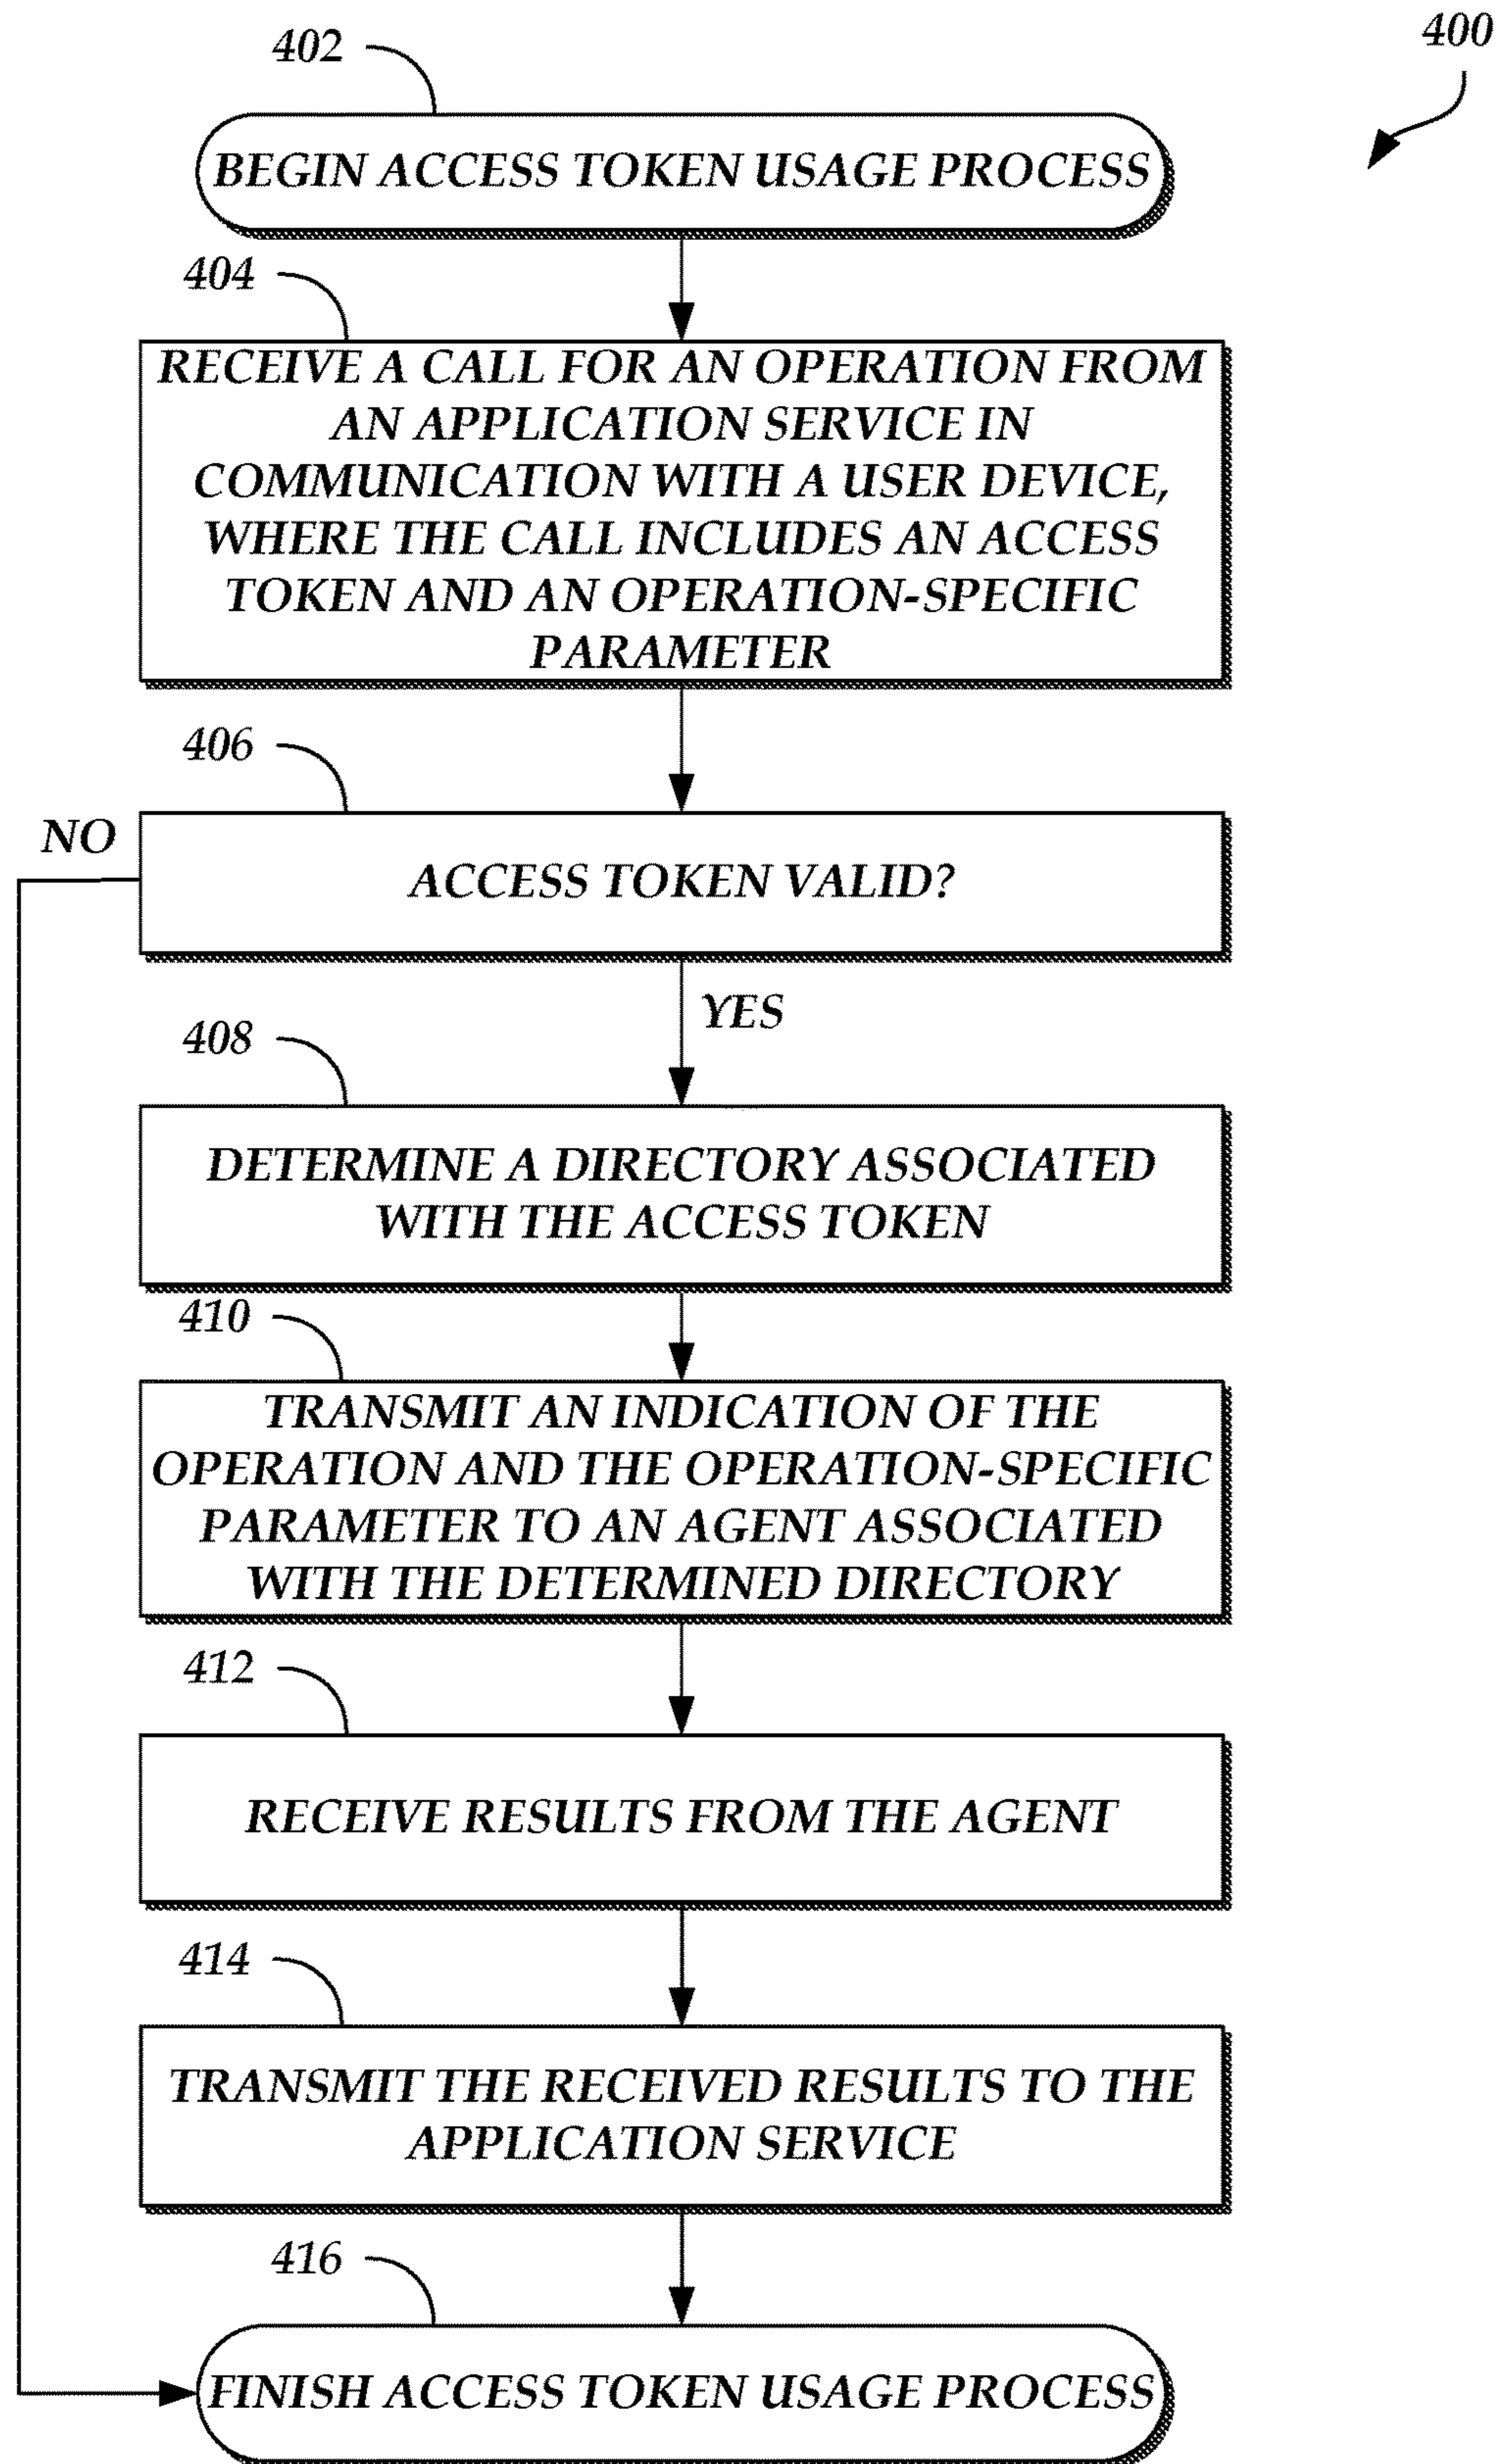 400
402
BEGIN ACCESS TOKEN USAGE PROCESS
404
RECEIVE A CALL FOR AN OPERATION FROM
AN APPLICATION SERVICE IN
COMMUNICATION WITH A USER DEVICE,
WHERE THE CALL INCLUDES AN ACCESS
TOKEN AND AN OPERATION-SPECIFIC
PARAMETER
406
NO
ACCESS TOKEN VALID?
YES
408
DETERMINE A DIRECTORY ASSOCIATED
WITH THE ACCESS TOKEN
410
TRANSMIT AN INDICATION OF THE
OPERATION AND THE OPERATION-SPECIFIC
PARAMETER TO AN AGENT ASSOCIATED
WITH THE DETERMINED DIRECTORY
412
RECEIVE RESULTS FROM THE AGENT
414
TRANSMIT THE RECEIVED RESULTS TO THE
APPLICATION SERVICE
416
FINISH ACCESS TOKEN USAGE PROCESS